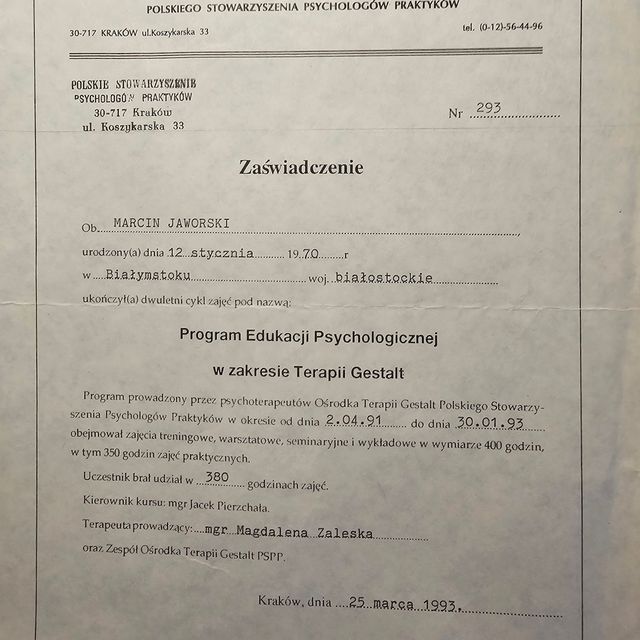 POLSKIEGO STOWARZYSZENIA PSYCHOLOGÓW PRAKTYKÓW
30-717 KRAKÓW ul.Koszykarska 33 tel. (0-12)-56-44-96
POLSKIE STOWARZYSZENIE
PSYCHOLOGÓW PRAKTYKÓW
30-717 Kraków
ul. Koszykarska 33
Nr 293
Zaświadczenie
Ob. MARCIN JAWORSKI
urodzony(a) dnia 12 stycznia 1970 r
w Białymstoku woj. białostockie
ukończył(a) dwuletni cykl zajęć pod nazwą:
Program Edukacji Psychologicznej
w zakresie Terapii Gestalt
Program prowadzony przez psychoterapeutów Ośrodka Terapii Gestalt Polskiego Stowarzy-
szenia Psychologów Praktyków w okresie od dnia 2.04.91 do dnia 30.01.93
obejmował zajęcia treningowe, warsztatowe, seminaryjne i wykładowe w wymiarze 400 godzin,
w tym 350 godzin zajęć praktycznych.
Uczestnik brał udział w 380 godzinach zajęć.
Kierownik kursu: mgr Jacek Pierzchała.
Terapeuta prowadzący: mgr Magdalena Zaleska
oraz Zespół Ośrodka Terapii Gestalt PSPP.
Kraków, dnia 25 marca 1993.